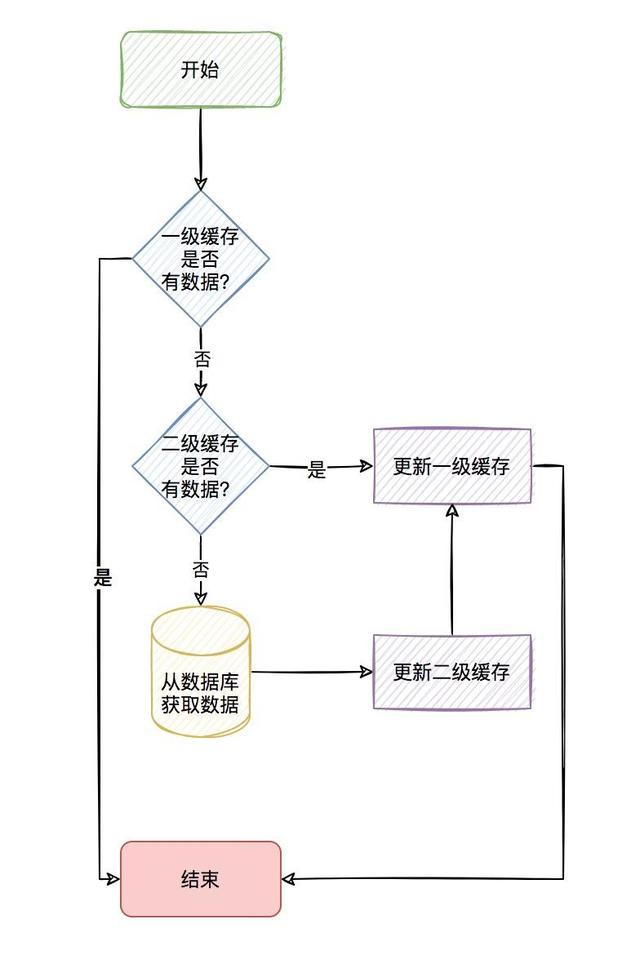 开始
一级缓存
是否
有数据?
否
二级缓存
是否
有数据?
是
更新一级缓存
否
是
从数据库
获取数据
更新二级缓存
结束